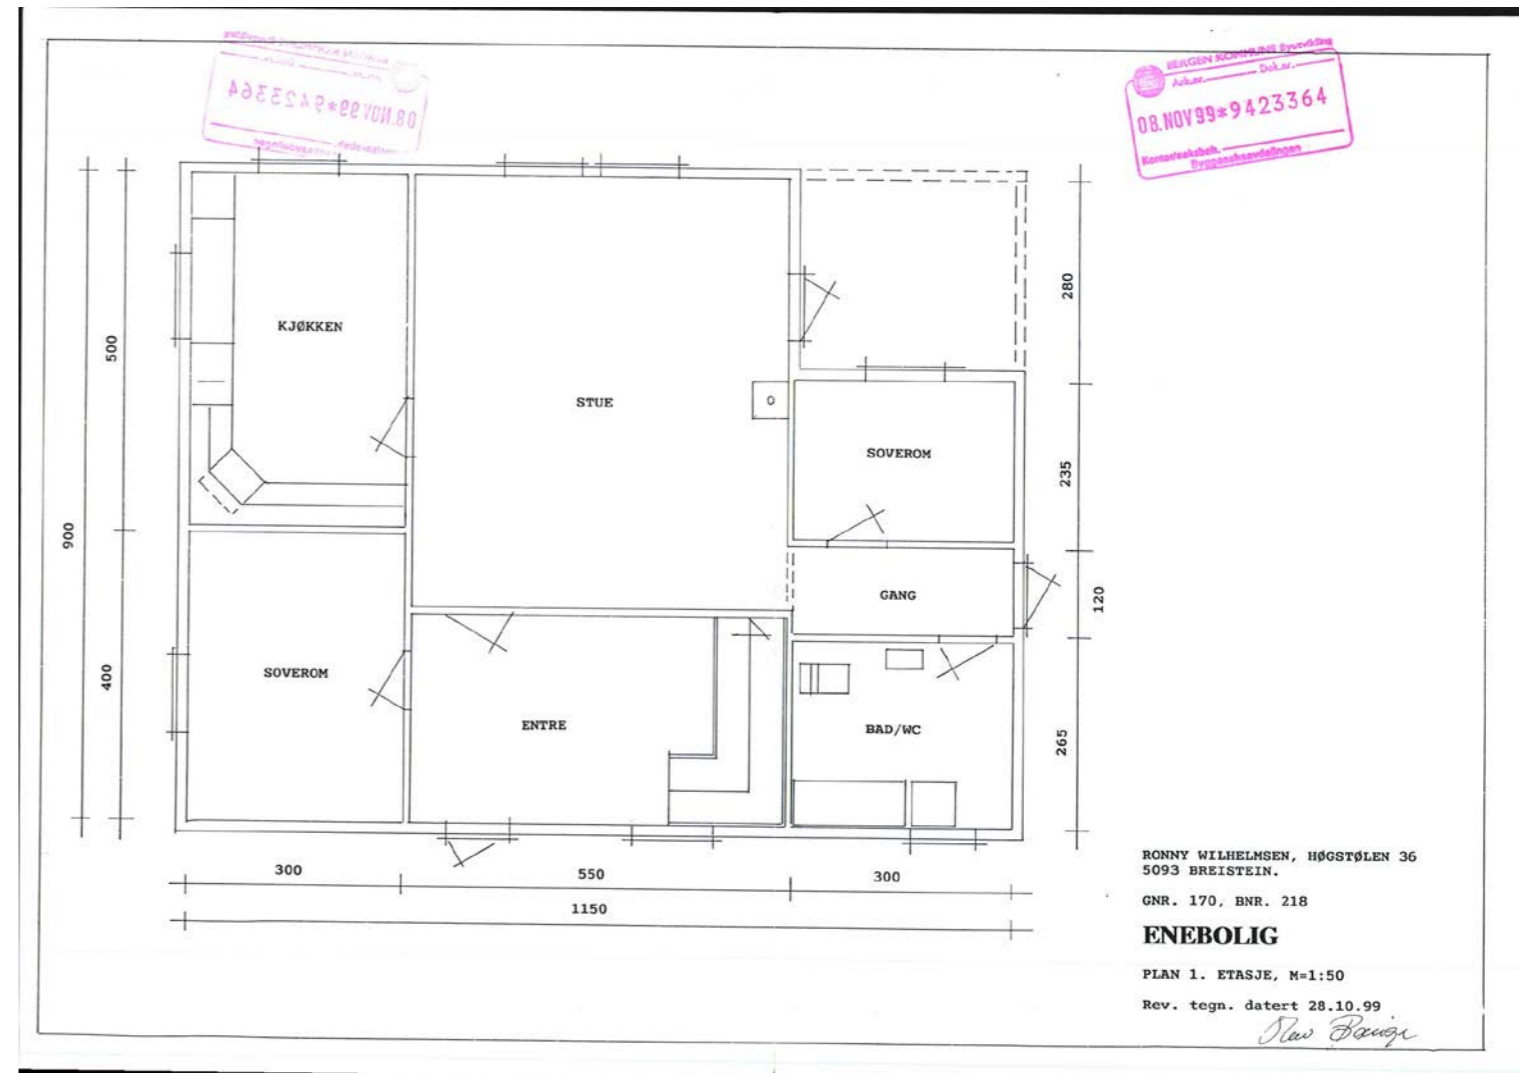 BERGEN KOMMUNE Byutvikling
Ark.nr. Dok.nr.
08.NOV99*9423364
Kontor/saksbeh.
Byggesaksavdelingen
KJØKKEN
STUE
SOVEROM
GANG
SOVEROM
ENTRE
BAD/WC
900
500
400
280
235
120
265
300
550
300
1150
RONNY WILHELMSEN, HØGSTØLEN 36
5093 BREISTEIN.
GNR. 170, BNR. 218
ENEBOLIG
PLAN 1. ETASJE, M=1:50
Rev. tegn. datert 28.10.99